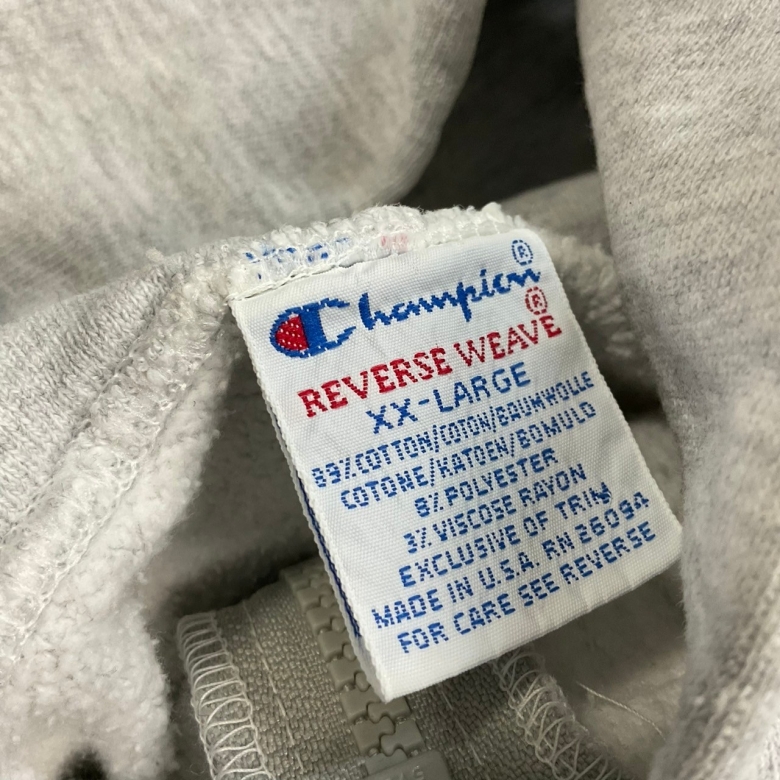 Champion®
REVERSE WEAVE®
XX-LARGE
89%COTTON/COTON/BAUMWOLLE
COTONE/KATOEN/BOMULD
8%POLYESTER
3%VISCOSE RAYON
EXCLUSIVE OF TRIM
MADE IN U.S.A. RN 26094
FOR CARE SEE REVERSE